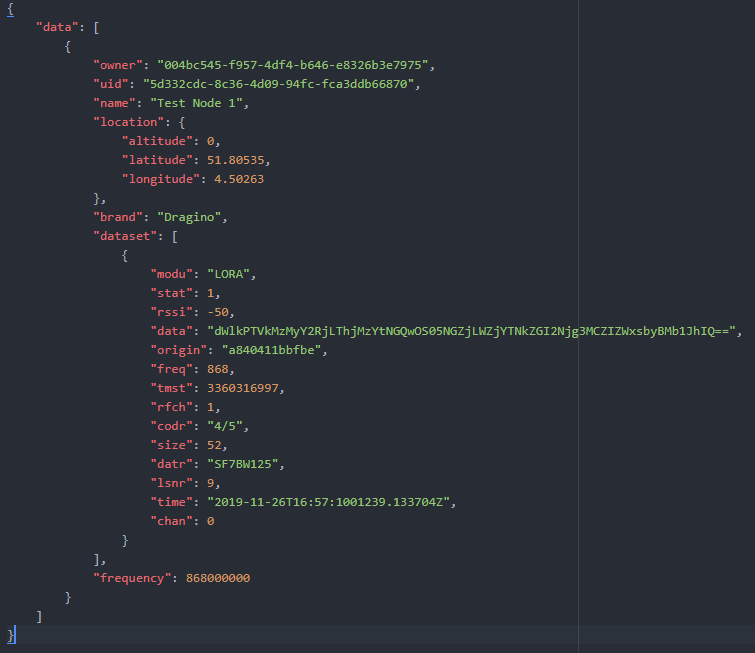 {
    "data": [
        {
            "owner": "004bc545-f957-4df4-b646-e8326b3e7975",
            "uid": "5d332cdc-8c36-4d09-94fc-fca3ddb66870",
            "name": "Test Node 1",
            "location": {
                "altitude": 0,
                "latitude": 51.80535,
                "longitude": 4.50263
            },
            "brand": "Dragino",
            "dataset": [
                {
                    "modu": "LORA",
                    "stat": 1,
                    "rssi": -50,
                    "data": "dWlkPTVkMzMyY2RjLThjMzYtNGQwOS05NGZjLWZjYTNkZGI2Njg3MCZIZWxsbyBMb1JhIQ==",
                    "origin": "a840411bbfbe",
                    "freq": 868,
                    "tmst": 3360316997,
                    "rfch": 1,
                    "codr": "4/5",
                    "size": 52,
                    "datr": "SF7BW125",
                    "lsnr": 9,
                    "time": "2019-11-26T16:57:1001239.133704Z",
                    "chan": 0
                }
            ],
            "frequency": 868000000
        }
    ]
}